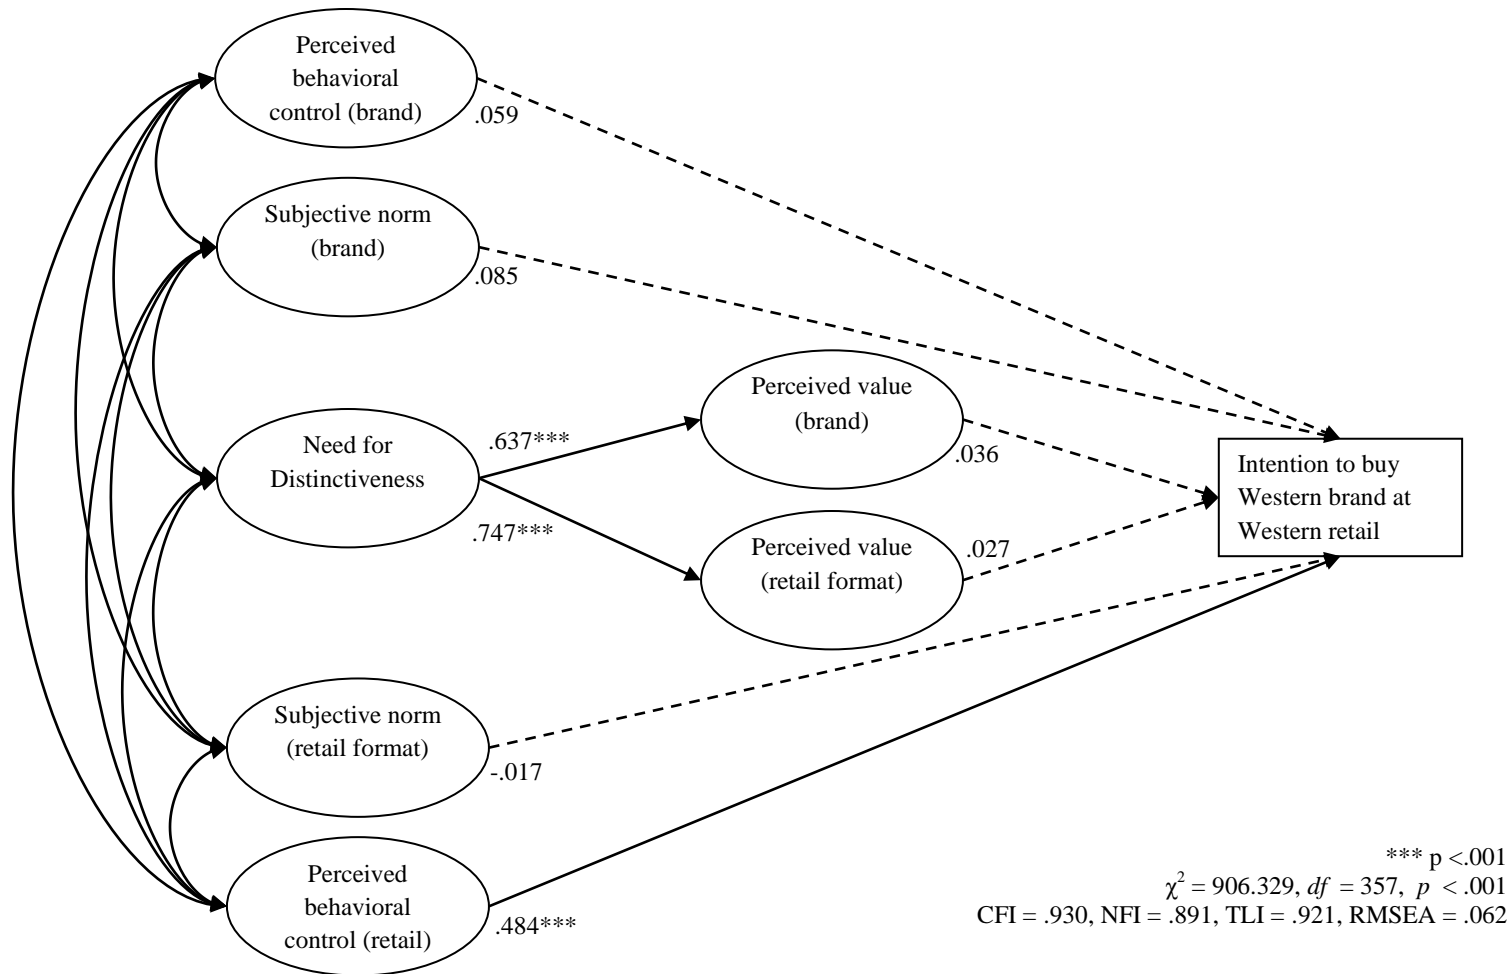 Perceived
behavioral
control (brand)
.059
Subjective norm
(brand)
.085
Need for
Distinctiveness
.637***
.747***
Perceived value
(brand)
.036
Perceived value
(retail format)
.027
Intention to buy
Western brand at
Western retail
Subjective norm
(retail format)
-.017
Perceived
behavioral
control (retail)
.484***
*** p <.001
χ² = 906.329, df = 357, p < .001
CFI = .930, NFI = .891, TLI = .921, RMSEA = .062